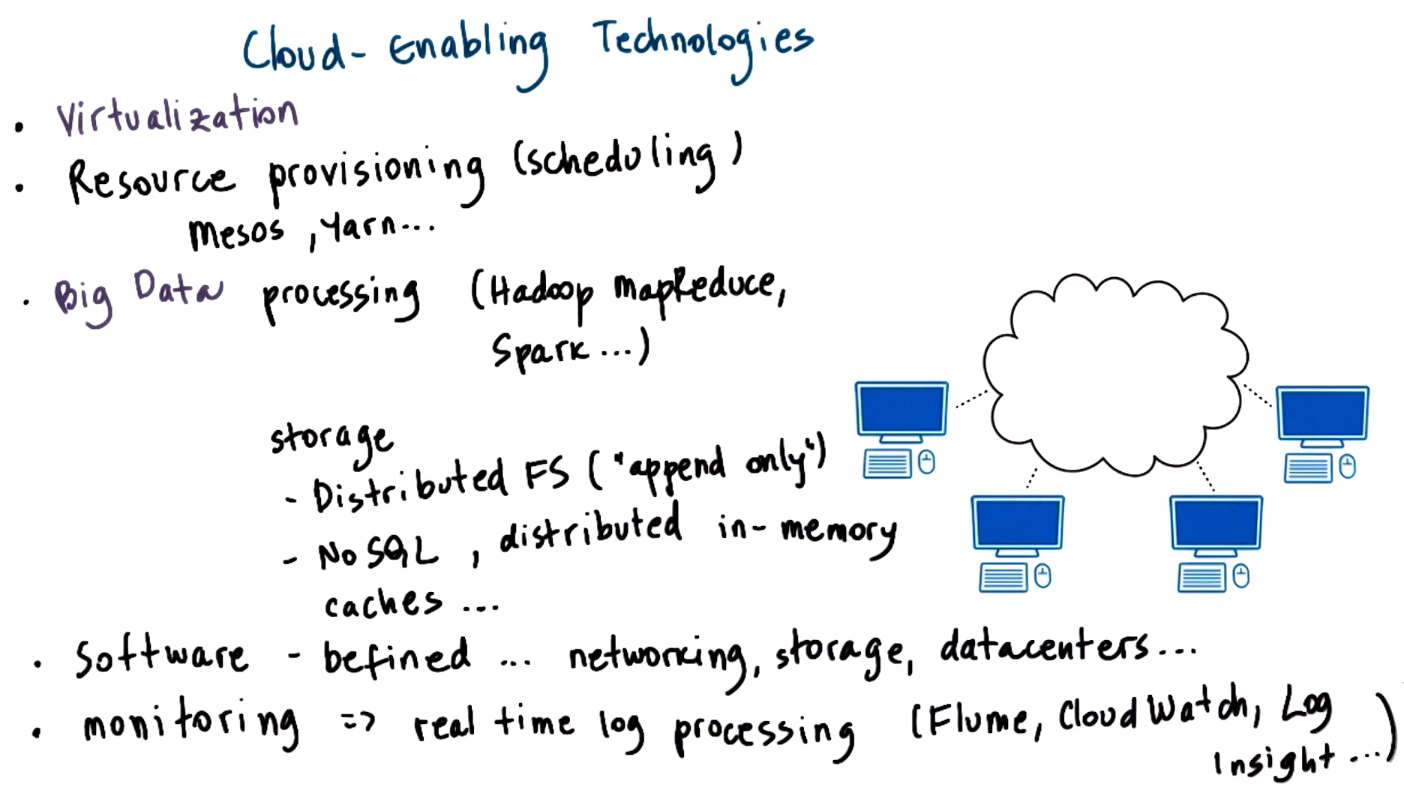 Cloud-Enabling Technologies
• Virtualization
• Resource provisioning (scheduling)
Mesos, Yarn...
• Big Data processing (Hadoop MapReduce,
Spark ...)
storage
- Distributed FS ("append only")
- NoSQL, distributed in-memory
caches ...
• Software - befined ... networking, storage, datacenters...
• monitoring => real time log processing (Flume, CloudWatch, Log
Insight ...)